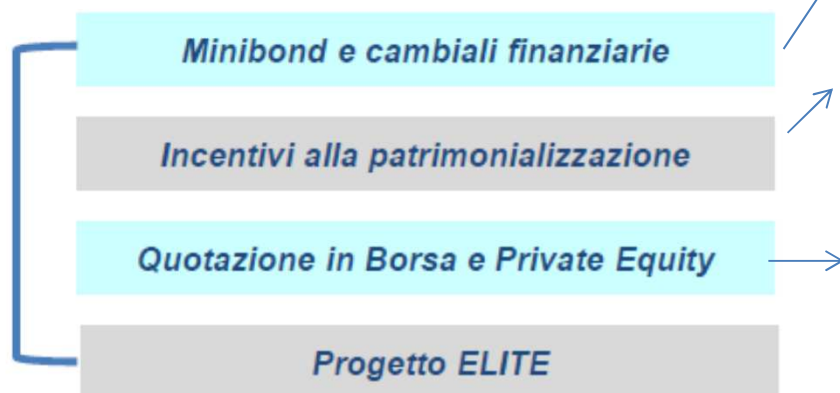 Minibond e cambiali finanziarie
Incentivi alla patrimonializzazione
Quotazione in Borsa e Private Equity
Progetto ELITE